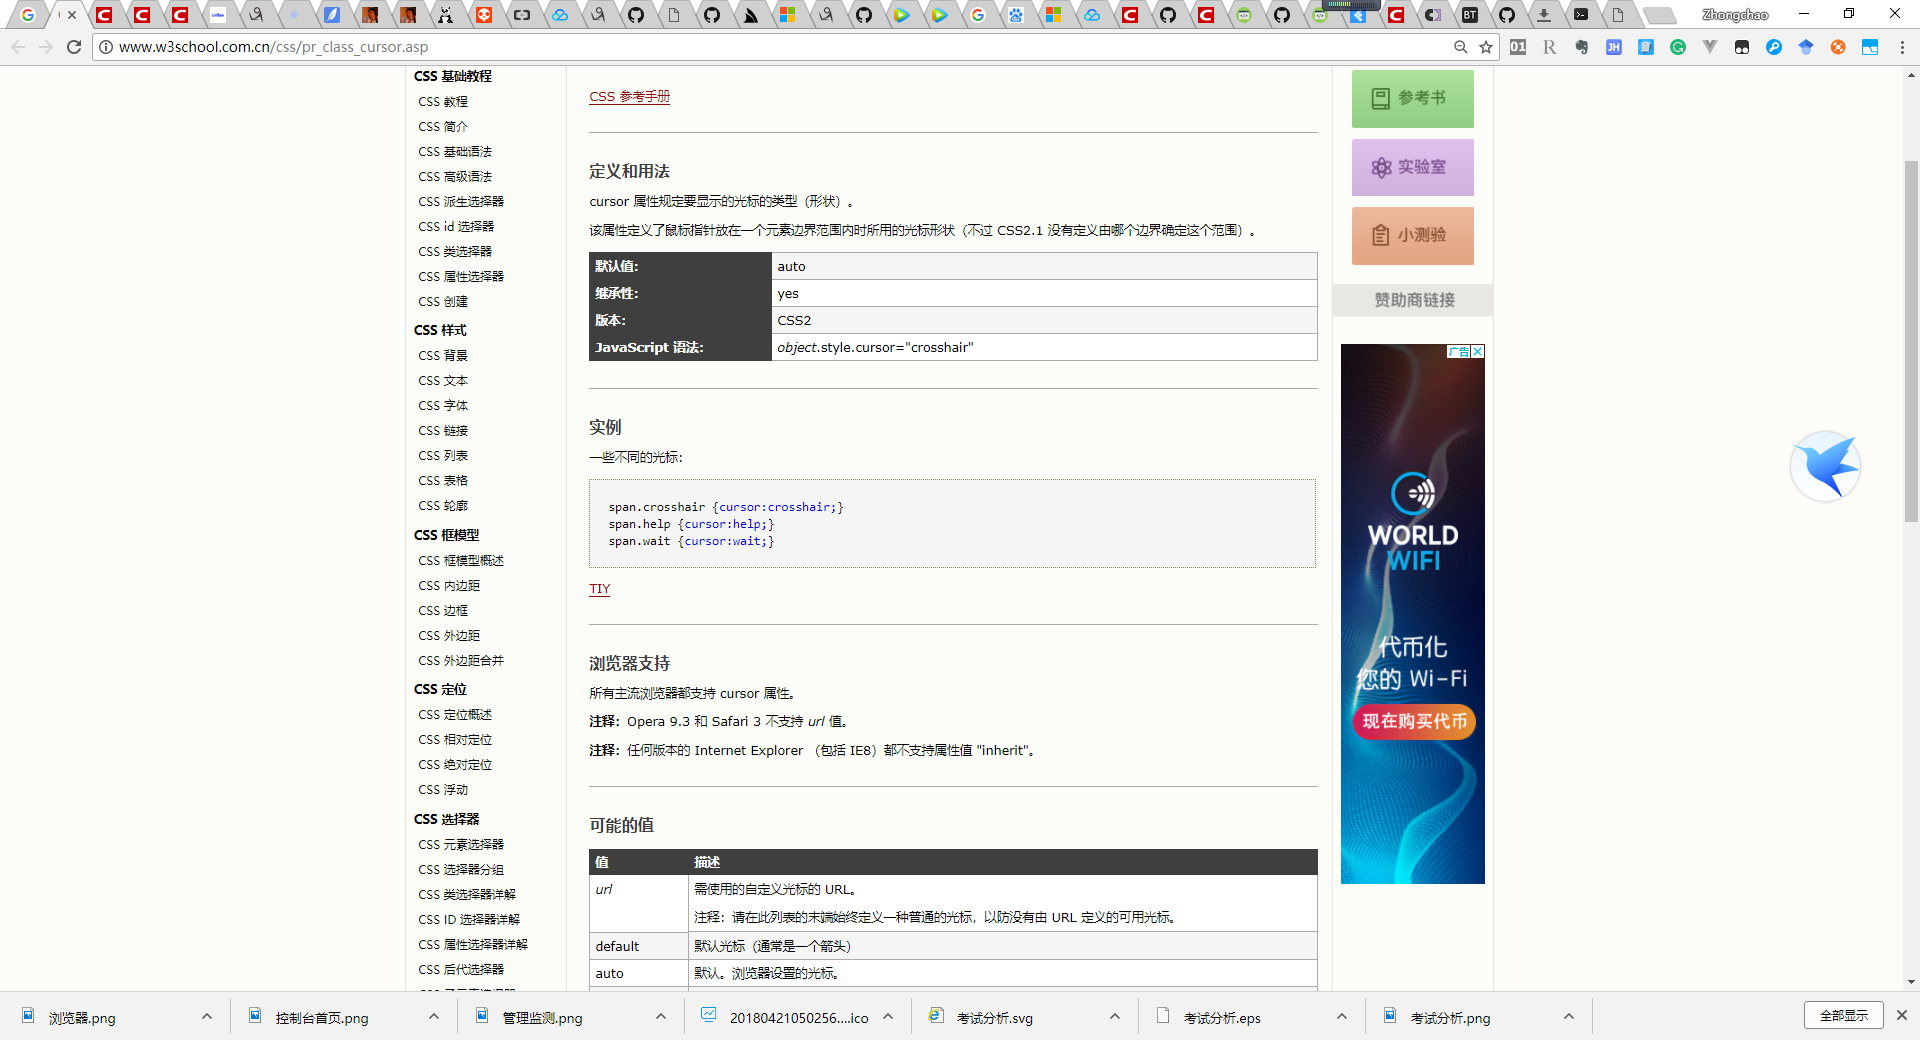 Zhongchao
www.w3school.com.cn/css/pr_class_cursor.asp
CSS 基础教程
CSS 教程
CSS 简介
CSS 基础语法
CSS 高级语法
CSS 派生选择器
CSS id 选择器
CSS 类选择器
CSS 属性选择器
CSS 创建
CSS 样式
CSS 背景
CSS 文本
CSS 字体
CSS 链接
CSS 列表
CSS 表格
CSS 轮廓
CSS 框模型
CSS 框模型概述
CSS 内边距
CSS 边框
CSS 外边距
CSS 外边距合并
CSS 定位
CSS 定位概述
CSS 相对定位
CSS 绝对定位
CSS 浮动
CSS 选择器
CSS 元素选择器
CSS 选择器分组
CSS 类选择器详解
CSS ID 选择器详解
CSS 属性选择器详解
CSS 后代选择器
CSS 参考手册
定义和用法
cursor 属性规定要显示的光标的类型（形状）。
该属性定义了鼠标指针放在一个元素边界范围内时所用的光标形状（不过 CSS2.1 没有定义由哪个边界确定这个范围）。
默认值: auto
继承性: yes
版本: CSS2
JavaScript 语法: object.style.cursor="crosshair"
实例
一些不同的光标:
span.crosshair {cursor:crosshair;}
span.help {cursor:help;}
span.wait {cursor:wait;}
TIY
浏览器支持
所有主流浏览器都支持 cursor 属性。
注释：Opera 9.3 和 Safari 3 不支持 url 值。
注释：任何版本的 Internet Explorer （包括 IE8）都不支持属性值 "inherit"。
可能的值
值 描述
url 需使用的自定义光标的 URL。
注释：请在此列表的末端始终定义一种普通的光标，以防没有由 URL 定义的可用光标。
default 默认光标（通常是一个箭头）
auto 默认。浏览器设置的光标。
参考书
实验室
小测验
赞助商链接
广告
WORLD
WIFI
代币化
您的 Wi-Fi
现在购买代币
浏览器.png
控制台首页.png
管理监测.png
20180421050256....ico
考试分析.svg
考试分析.eps
考试分析.png
全部显示